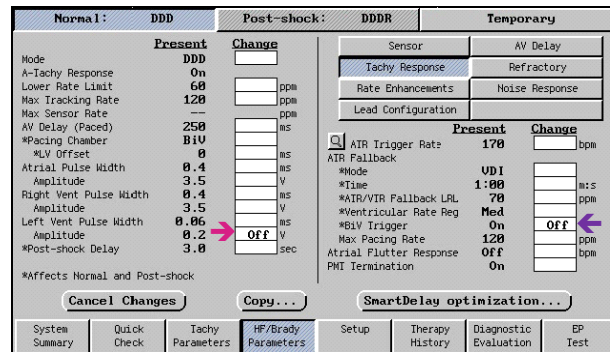 Normal: DDD Post-shock: DDDR Temporary
Present Change
Mode DDD
A-Tachy Response On
Lower Rate Limit 60 ppm
Max Tracking Rate 120 ppm
Max Sensor Rate -- ppm
AV Delay (Paced) 250 ms
*Pacing Chamber BiV
*LV Offset 0 ms
Atrial Pulse Width 0.4 ms
Amplitude 3.5 V
Right Vent Pulse Width 0.4 ms
Amplitude 3.5 V
Left Vent Pulse Width 0.06 ms
Amplitude 0.2 Off V
*Post-shock Delay 3.0 sec
*Affects Normal and Post-shock
Cancel Changes Copy...
Sensor AV Delay
Tachy Response Refractory
Rate Enhancements Noise Response
Lead Configuration
Present Change
AIR Trigger Rate 170 bpm
AIR Fallback
*Mode VDI
*Time 1:00 m:s
*AIR/VIR Fallback LRL 70 ppm
*Ventricular Rate Reg Med
*BiV Trigger On Off
Max Pacing Rate 120 ppm
Atrial Flutter Response Off bpm
PMT Termination On
SmartDelay optimization...
System Summary
Quick Check
Tachy Parameters
HF/Brady Parameters
Setup
Therapy History
Diagnostic Evaluation
EP Test